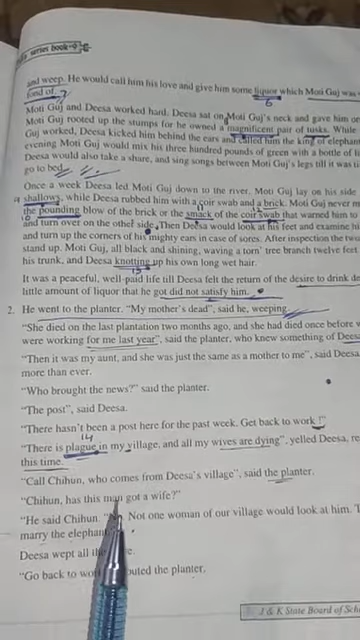 series book-9
and weep. He would call him his love and give him some liquor which Moti Guj was
fond of.
6
Moti Guj and Deesa worked hard. Deesa sat on Moti Guj's neck and gave him
Moti Guj rooted up the stumps for he owned a magnificent pair of tusks. While
Guj worked, Deesa kicked him behind the ears and called him the king of elephan
evening Moti Guj would mix his three hundred pounds of green with a bottle of
Deesa would also take a share, and sing songs between Moti Guj's legs till it was
go to bed.
Once a week Deesa led Moti Guj down to the river. Moti Guj lay on his side
shallows, while Deesa rubbed him with a coir swab and a brick. Moti Guj never
the pounding blow of the brick or the smack of the coir swab that warned him to
and turn over on the other side. Then Deesa would look at his feet and examine hi
and turn up the corners of his mighty ears in case of sores. After inspection the two
stand up. Moti Guj, all black and shining, waving a torn' tree branch twelve feet
his trunk, and Deesa knotting up his own long wet hair.
It was a peaceful, well-paid life till Deesa felt the return of the desire to drink de
little amount of liquor that he got did not satisfy him.
2. He went to the planter. "My mother's dead", said he, weeping.
"She died on the last plantation two months ago, and she had died once before
were working for me last year", said the planter, who knew something of Deesa
"Then it was my aunt, and she was just the same as a mother to me", said Deesa
more than ever.
"Who brought the news?" said the planter.
"The post", said Deesa.
"There hasn't been a post here for the past week. Get back to work!"
14
"There is plague in my village, and all my wives are dying", yelled Deesa, re
this time.
"Call Chihun, who comes from Deesa's village", said the planter.
"Chihun, has this man got a wife?"
"He said Chihun. Not one woman of our village would look at him.
marry the elephan
Deesa wept all th
"Go back to wo outed the planter.
J & K State Board of Sch